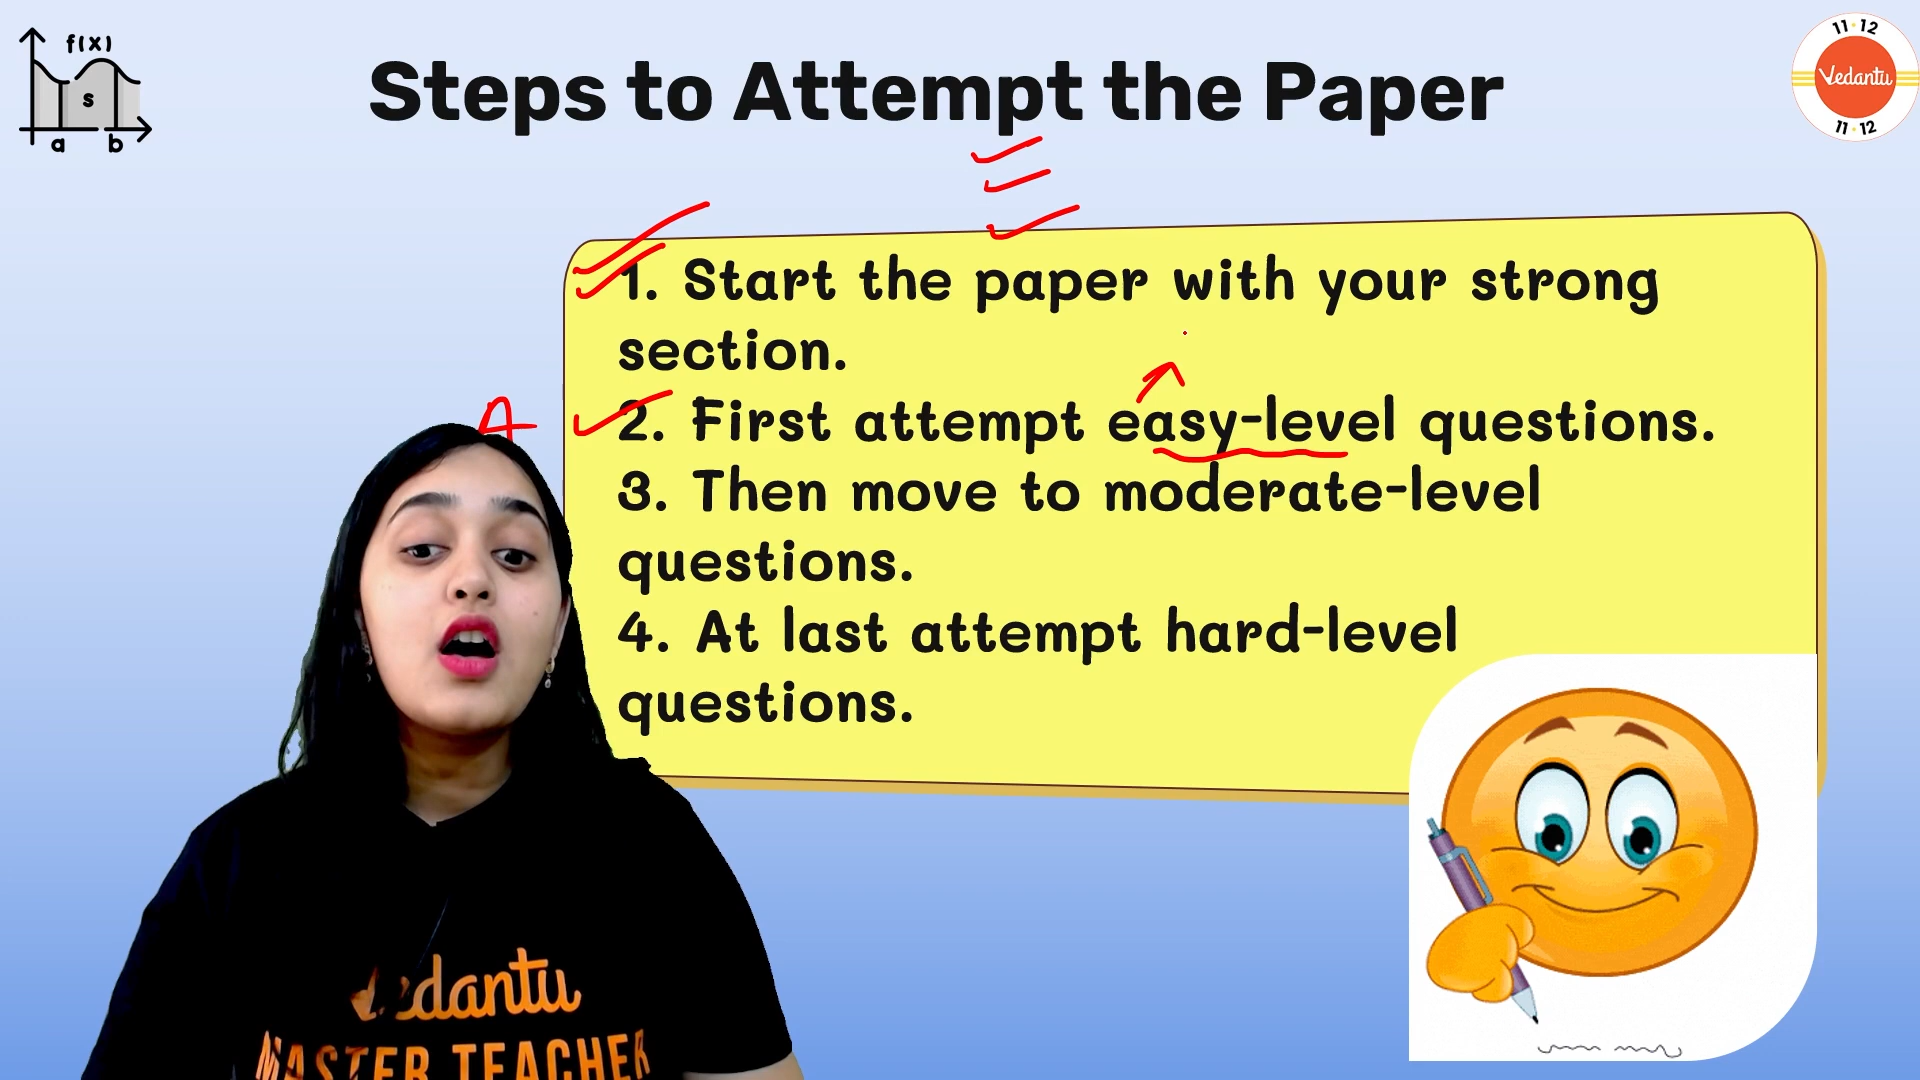 f(x)
s
a b
Steps to Attempt the Paper
11·12
Vedantu
11·12
1. Start the paper with your strong
section.
2. First attempt easy-level questions.
3. Then move to moderate-level
questions.
4. At last attempt hard-level
questions.
A
Vedantu
MASTER TEACHER